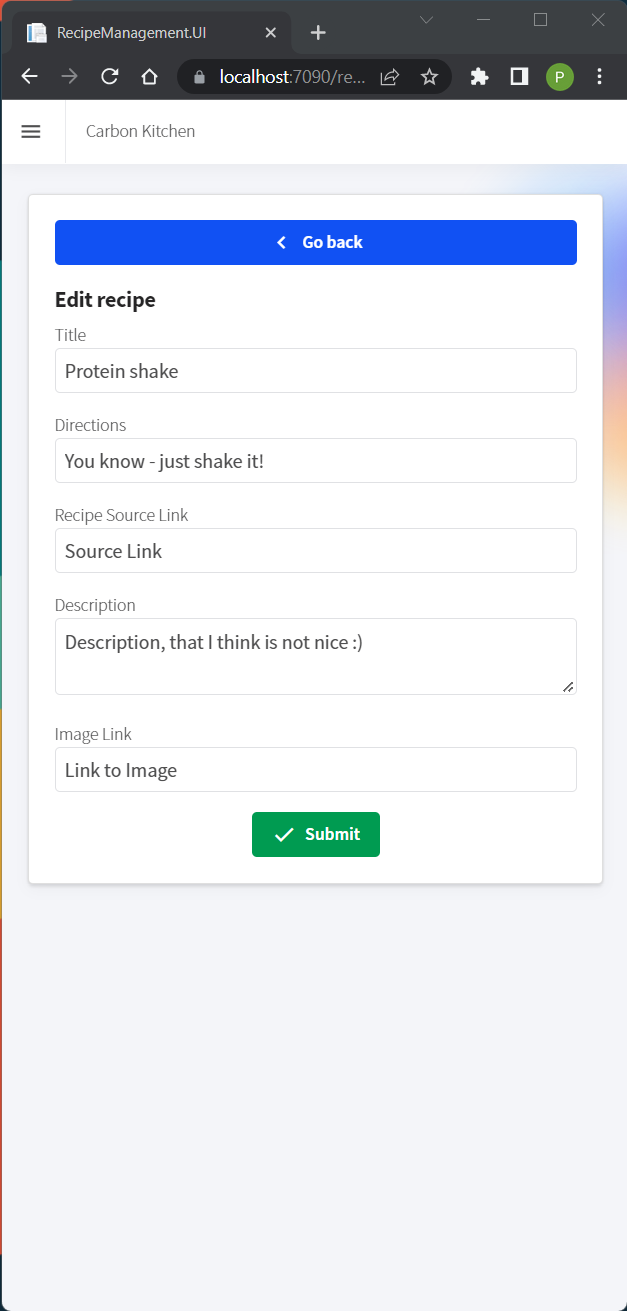 RecipeManagement.UI
localhost:7090/re...
P
Carbon Kitchen
Go back
Edit recipe
Title
Protein shake
Directions
You know - just shake it!
Recipe Source Link
Source Link
Description
Description, that I think is not nice :)
Image Link
Link to Image
Submit